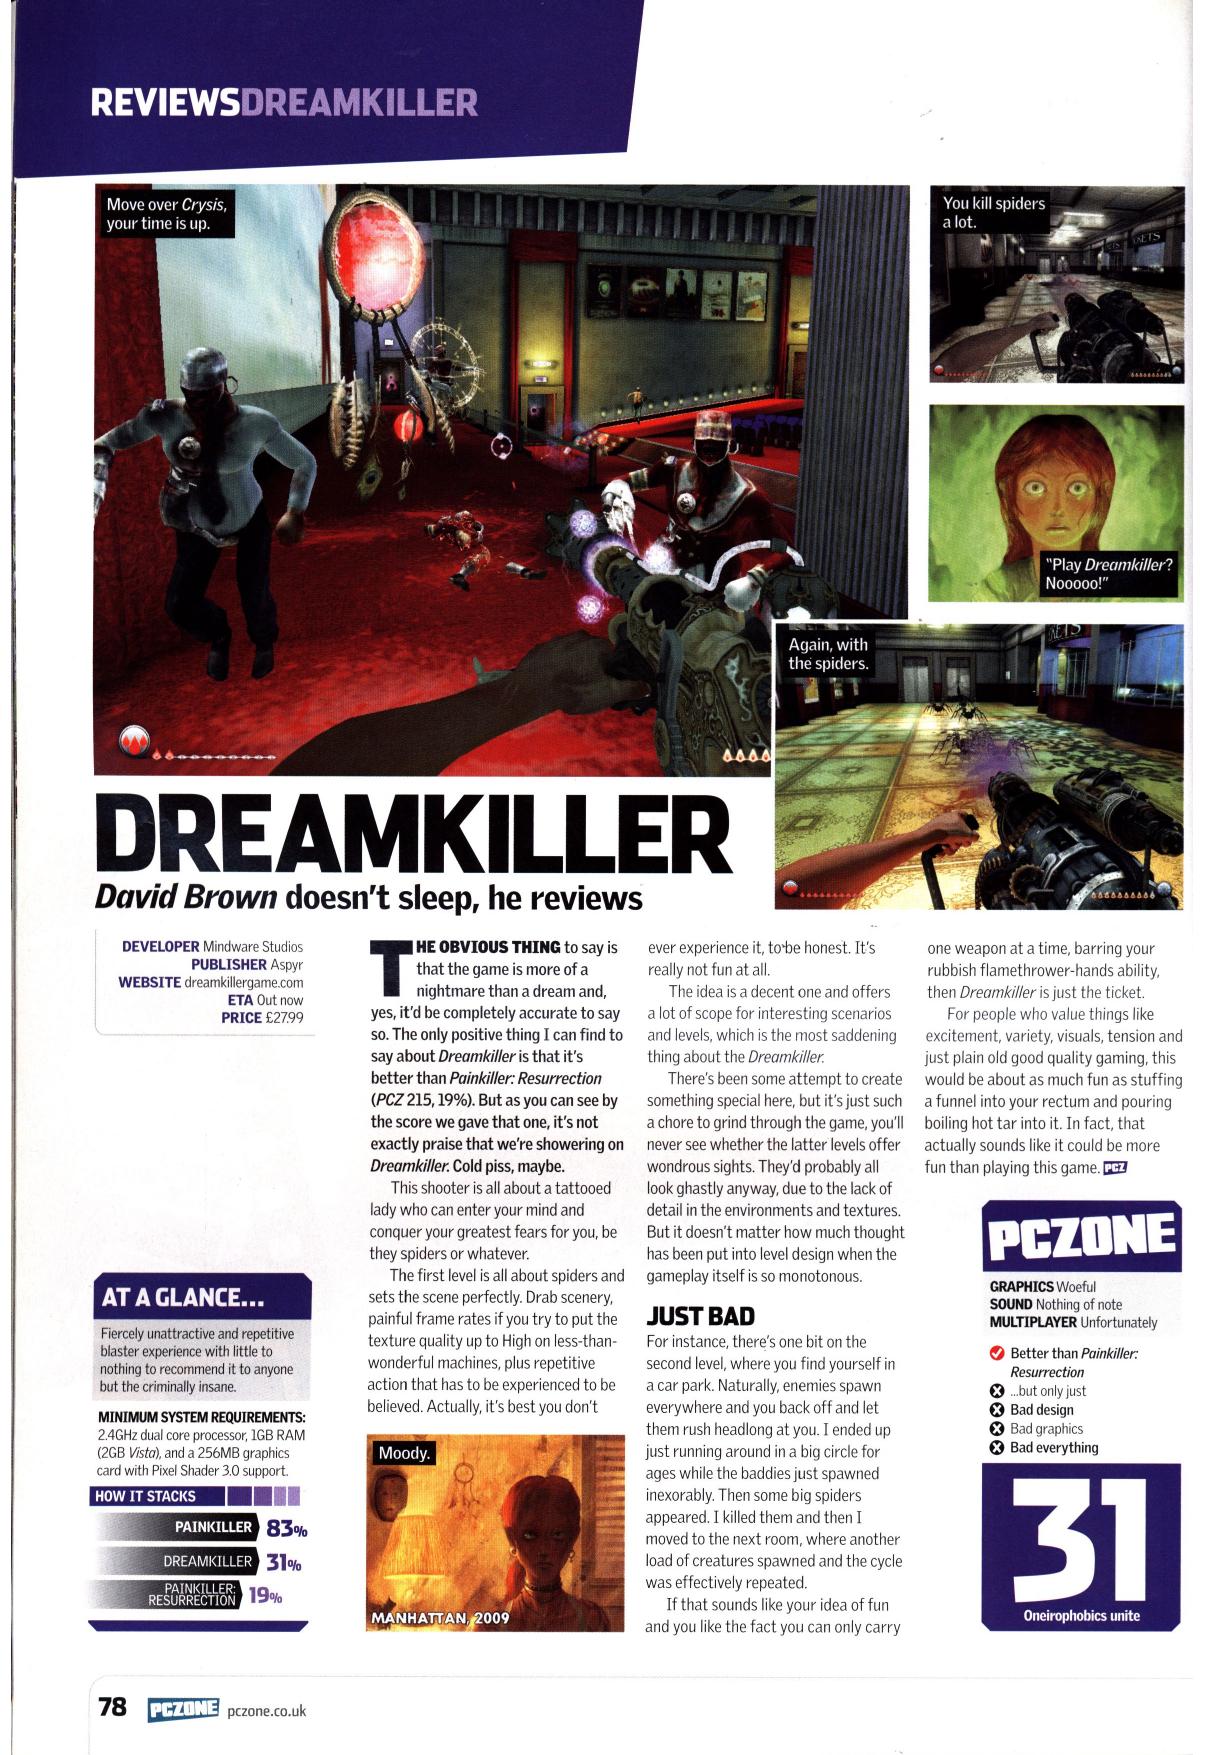 REVIEWSDREAMKILLER
Move over Crysis,
your time is up.
You kill spiders
a lot.
"Play Dreamkiller?
Nooooo!"
Again, with
the spiders.
DREAMKILLER
David Brown doesn't sleep, he reviews
DEVELOPER Mindware Studios
PUBLISHER Aspyr
WEBSITE dreamkillergame.com
ETA Out now
PRICE £27.99
THE OBVIOUS THING to say is
that the game is more of a
nightmare than a dream and,
yes, it'd be completely accurate to say
so. The only positive thing I can find to
say about Dreamkiller is that it's
better than Painkiller: Resurrection
(PCZ 215, 19%). But as you can see by
the score we gave that one, it's not
exactly praise that we're showering on
Dreamkiller. Cold piss, maybe.
This shooter is all about a tattooed
lady who can enter your mind and
conquer your greatest fears for you, be
they spiders or whatever.
The first level is all about spiders and
sets the scene perfectly. Drab scenery,
painful frame rates if you try to put the
texture quality up to High on less-than-
wonderful machines, plus repetitive
action that has to be experienced to be
believed. Actually, it's best you don't
Moody.
MANHATTAN, 2009
ever experience it, to be honest. It's
really not fun at all.
The idea is a decent one and offers
a lot of scope for interesting scenarios
and levels, which is the most saddening
thing about the Dreamkiller.
There's been some attempt to create
something special here, but it's just such
a chore to grind through the game, you'll
never see whether the latter levels offer
wondrous sights. They'd probably all
look ghastly anyway, due to the lack of
detail in the environments and textures.
But it doesn't matter how much thought
has been put into level design when the
gameplay itself is so monotonous.
JUST BAD
For instance, there's one bit on the
second level, where you find yourself in
a car park. Naturally, enemies spawn
everywhere and you back off and let
them rush headlong at you. I ended up
just running around in a big circle for
ages while the baddies just spawned
inexorably. Then some big spiders
appeared. I killed them and then I
moved to the next room, where another
load of creatures spawned and the cycle
was effectively repeated.
If that sounds like your idea of fun
and you like the fact you can only carry
one weapon at a time, barring your
rubbish flamethrower-hands ability,
then Dreamkiller is just the ticket.
For people who value things like
excitement, variety, visuals, tension and
just plain old good quality gaming, this
would be about as much fun as stuffing
a funnel into your rectum and pouring
boiling hot tar into it. In fact, that
actually sounds like it could be more
fun than playing this game. PCZ
AT A GLANCE...
Fiercely unattractive and repetitive
blaster experience with little to
nothing to recommend it to anyone
but the criminally insane.
MINIMUM SYSTEM REQUIREMENTS:
2.4GHz dual core processor, 1GB RAM
(2GB Vista), and a 256MB graphics
card with Pixel Shader 3.0 support.
HOW IT STACKS
PAINKILLER 83%
DREAMKILLER 31%
PAINKILLER:
RESURRECTION 19%
PCZONE
GRAPHICS Woeful
SOUND Nothing of note
MULTIPLAYER Unfortunately
Better than Painkiller:
Resurrection
...but only just
Bad design
Bad graphics
Bad everything
31
Oneirophobics unite
78 PCZONE pczone.co.uk